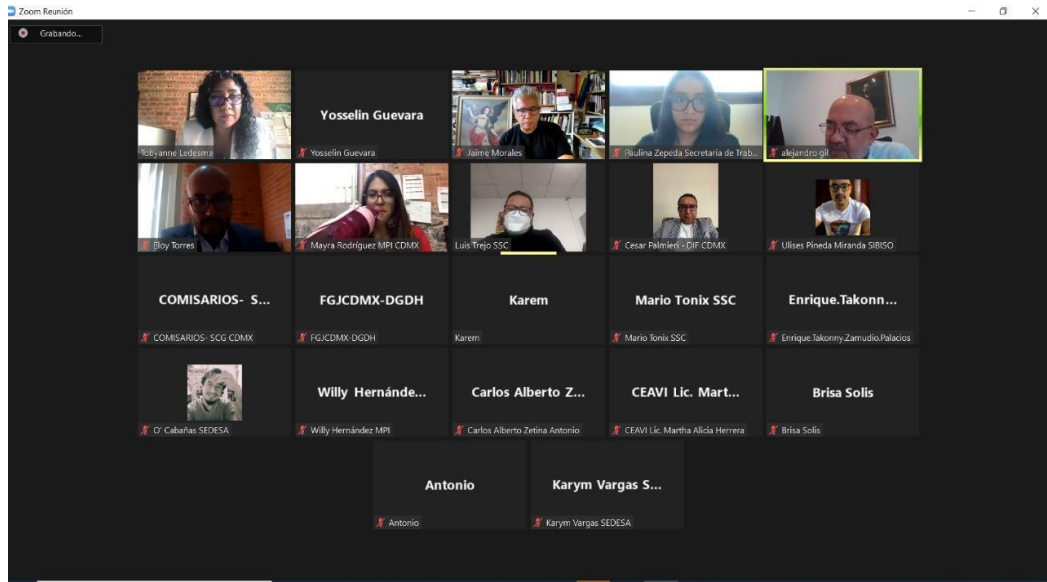 Zoom Reunión
Grabando...
Tobyanne Ledesma
Yosselin Guevara
Yosselin Guevara
Jaime Morales
Paulina Zepeda Secretaria de Trab...
alejandro gil
Eloy Torres
Mayra Rodríguez MPI CDMX
Luis Trejo SSC
Cesar Palmieri - DIF CDMX
Ulises Pineda Miranda SIBISO
COMISARIOS- S...
COMISARIOS- SCG CDMX
FGJCDMX-DGDH
FGJCDMX-DGDH
Karem
Karem
Mario Tonix SSC
Mario Tonix SSC
Enrique.Takonn...
Enrique.Takonny.Zamudio.Palacios
O' Cabañas SEDESA
Willy Hernánde...
Willy Hernández MPI
Carlos Alberto Z...
Carlos Alberto Zetina Antonio
CEAVI Lic. Mart...
CEAVI Lic. Martha Alicia Herrera
Brisa Solis
Brisa Solis
Antonio
Antonio
Karym Vargas S...
Karym Vargas SEDESA